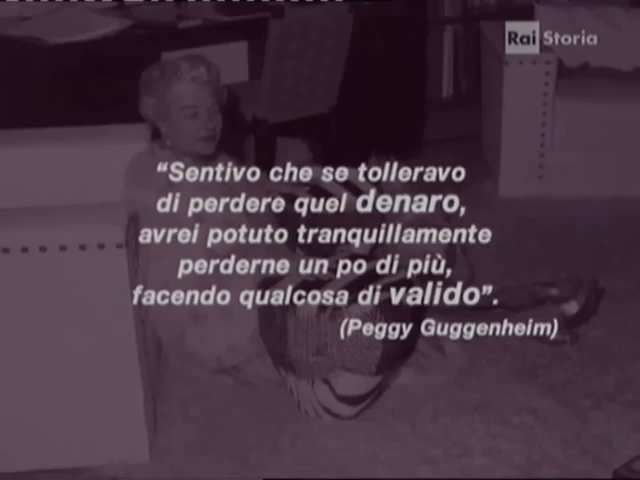 Rai Storia
“Sentivo che se tolleravo
di perdere quel denaro,
avrei potuto tranquillamente
perderne un po di più,
facendo qualcosa di valido”.
(Peggy Guggenheim)